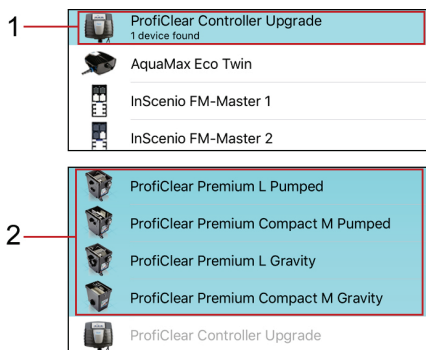 1
ProfiClear Controller Upgrade
1 device found
AquaMax Eco Twin
InScenio FM-Master 1
InScenio FM-Master 2
2
ProfiClear Premium L Pumped
ProfiClear Premium Compact M Pumped
ProfiClear Premium L Gravity
ProfiClear Premium Compact M Gravity
ProfiClear Controller Upgrade